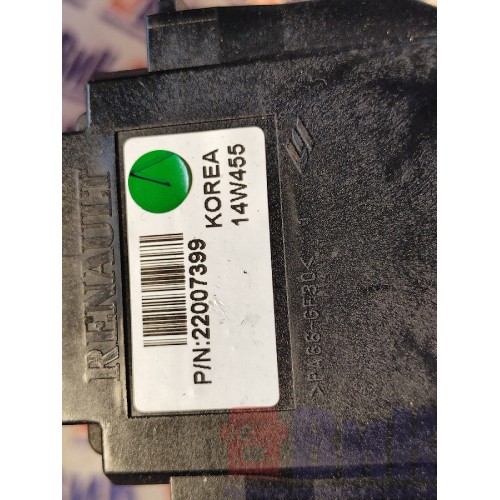 RENAULT
P/N:22007399
KOREA
14W455
>PA66-GF30<